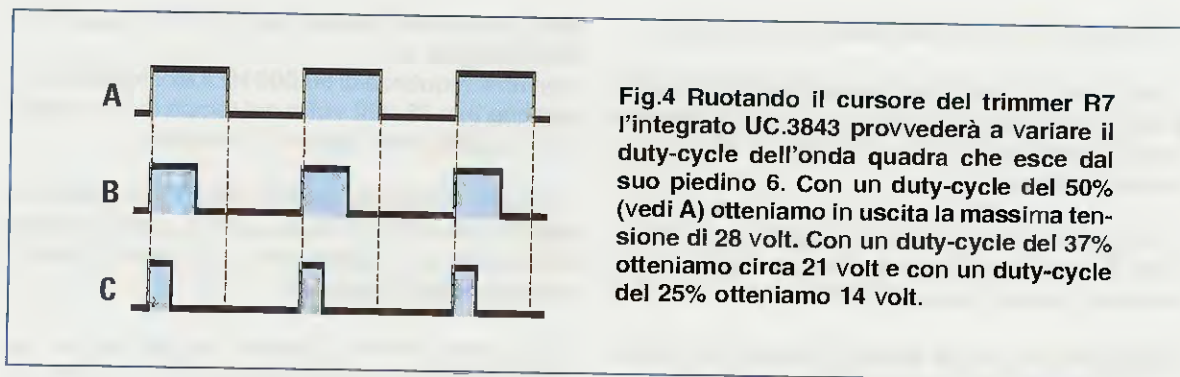 A
B
C
Fig.4 Ruotando il cursore del trimmer R7
l'integrato UC.3843 provvederà a variare il
duty-cycle dell'onda quadra che esce dal
suo piedino 6. Con un duty-cycle del 50%
(vedi A) otteniamo in uscita la massima ten-
sione di 28 volt. Con un duty-cycle del 37%
otteniamo circa 21 volt e con un duty-cycle
del 25% otteniamo 14 volt.